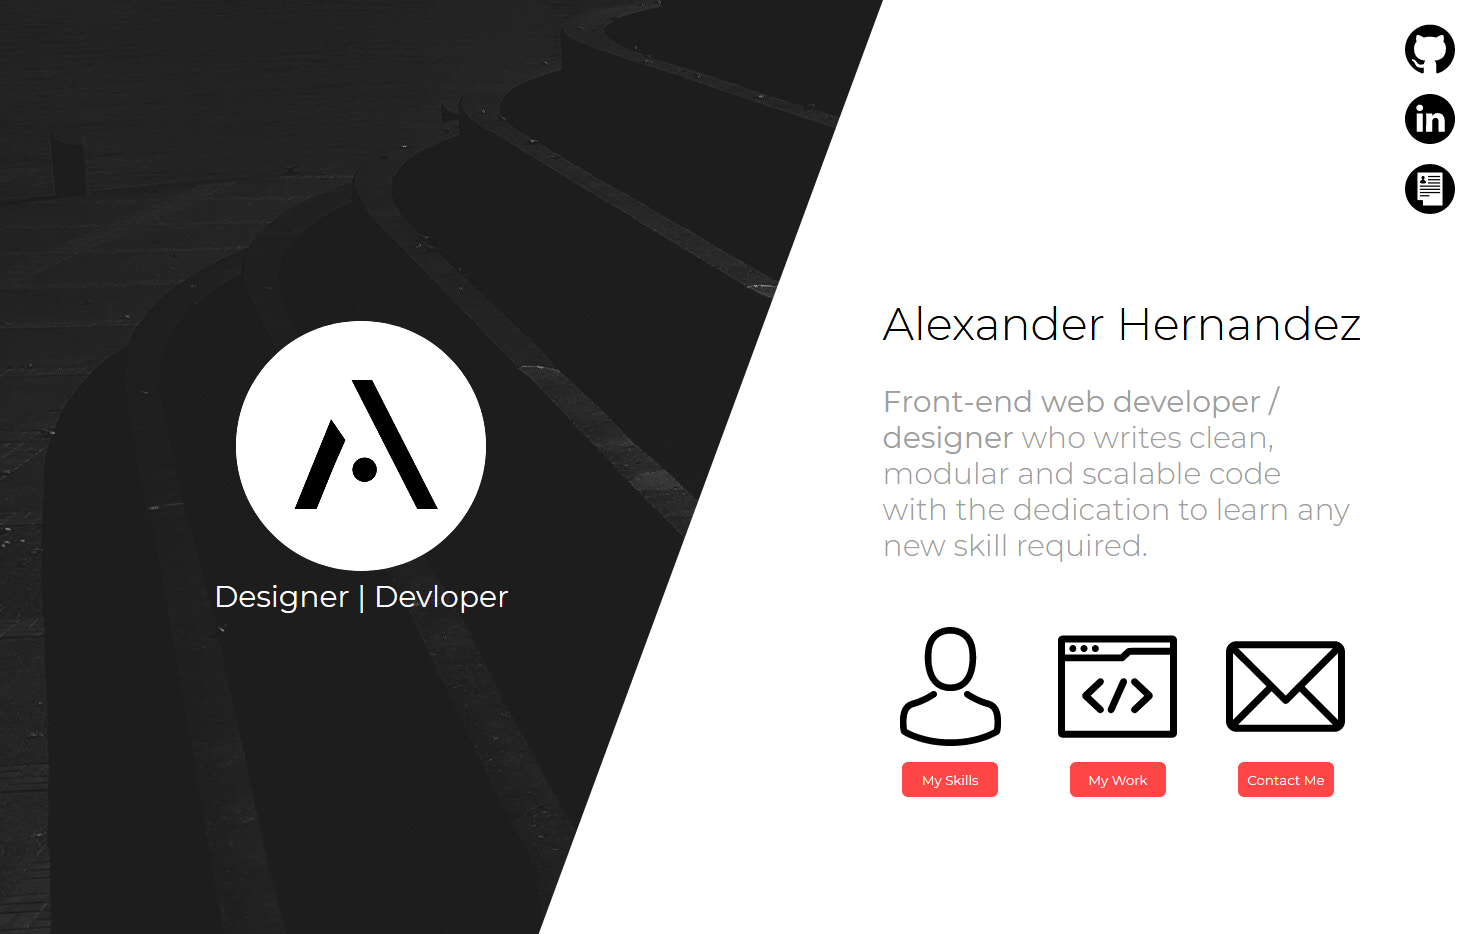 Designer | Devloper
in
Alexander Hernandez
Front-end web developer /
designer who writes clean,
modular and scalable code
with the dedication to learn any
new skill required.
</>
My Skills
My Work
Contact Me